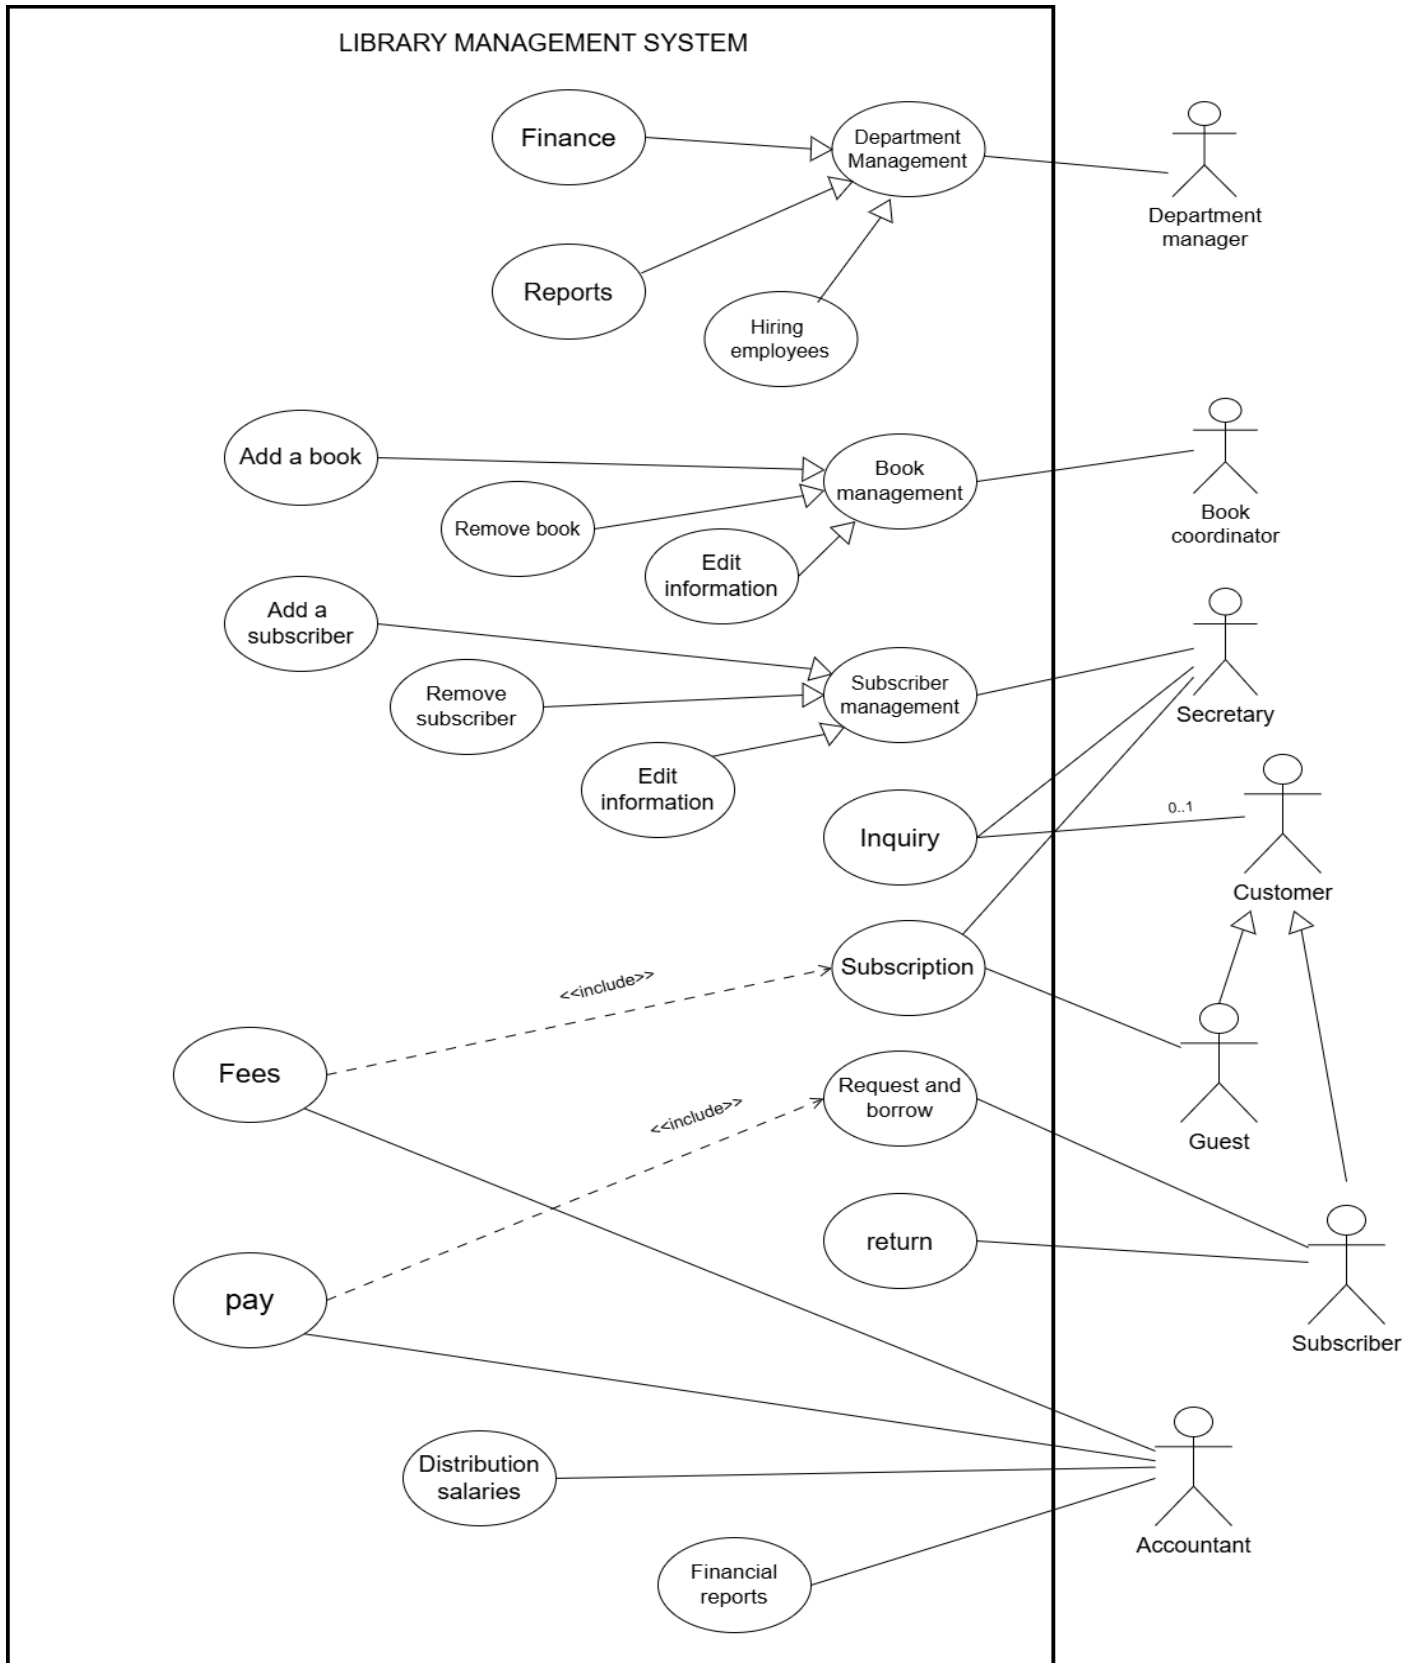 LIBRARY MANAGEMENT SYSTEM
Finance
Department
Management
Department
manager
Reports
Hiring
employees
Add a book
Book
management
Book
coordinator
Remove book
Edit
information
Add a
subscriber
Subscriber
management
Secretary
Remove
subscriber
Edit
information
Inquiry
0..1
Customer
Subscription
<<include>>
Fees
Request and
borrow
<<include>>
Guest
return
pay
Subscriber
Distribution
salaries
Accountant
Financial
reports